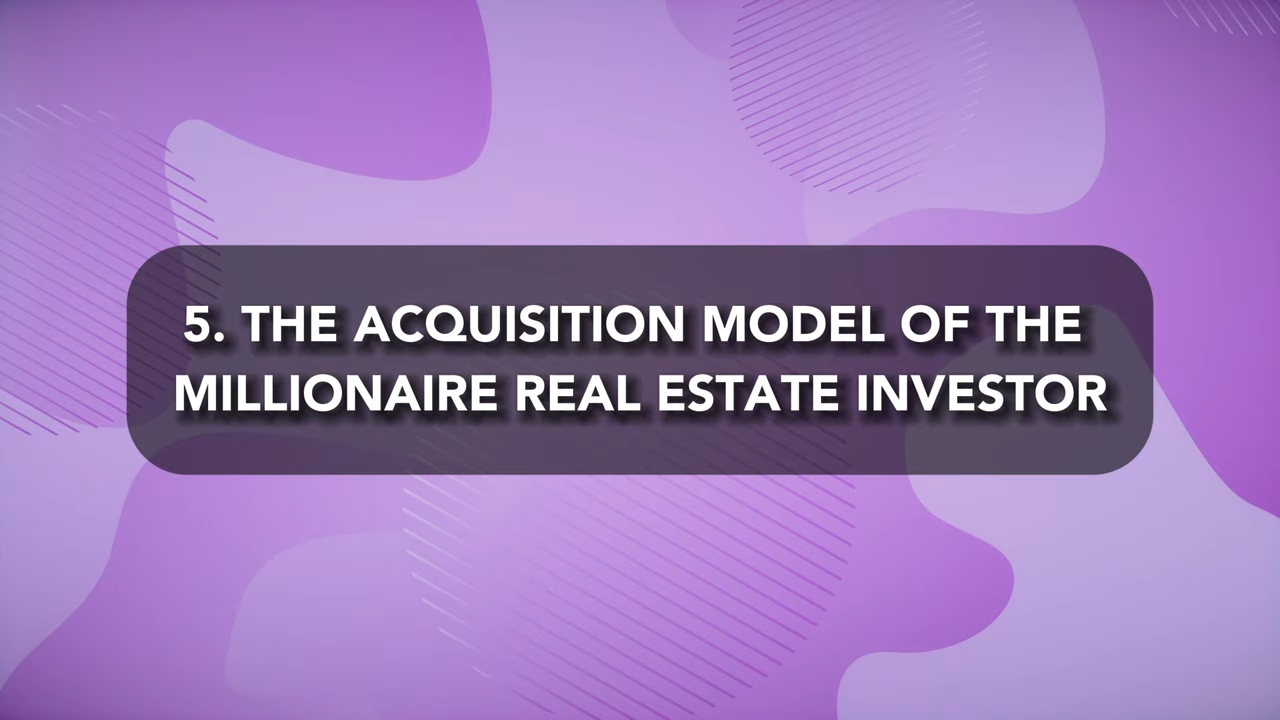 5. THE ACQUISITION MODEL OF THE
MILLIONAIRE REAL ESTATE INVESTOR